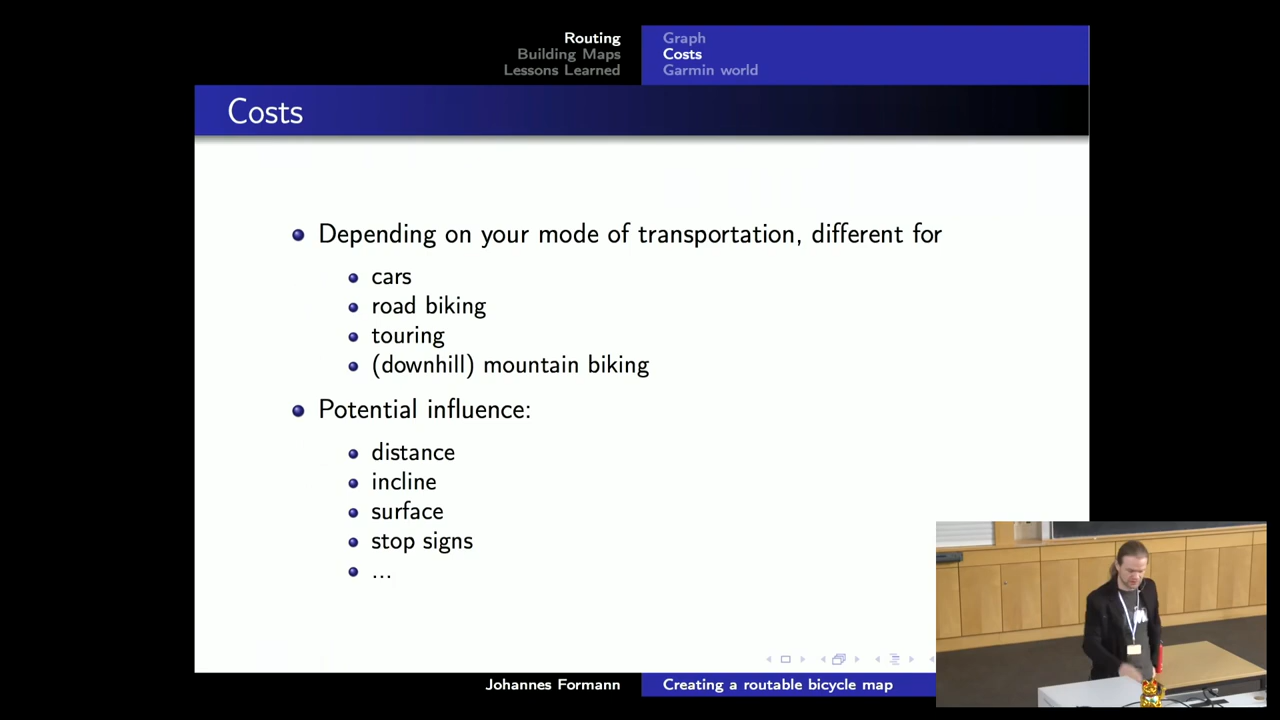 Routing
Building Maps
Lessons Learned
Graph
Costs
Garmin world
Costs
Depending on your mode of transportation, different for
cars
road biking
touring
(downhill) mountain biking
Potential influence:
distance
incline
surface
stop signs
...
Johannes Formann
Creating a routable bicycle map